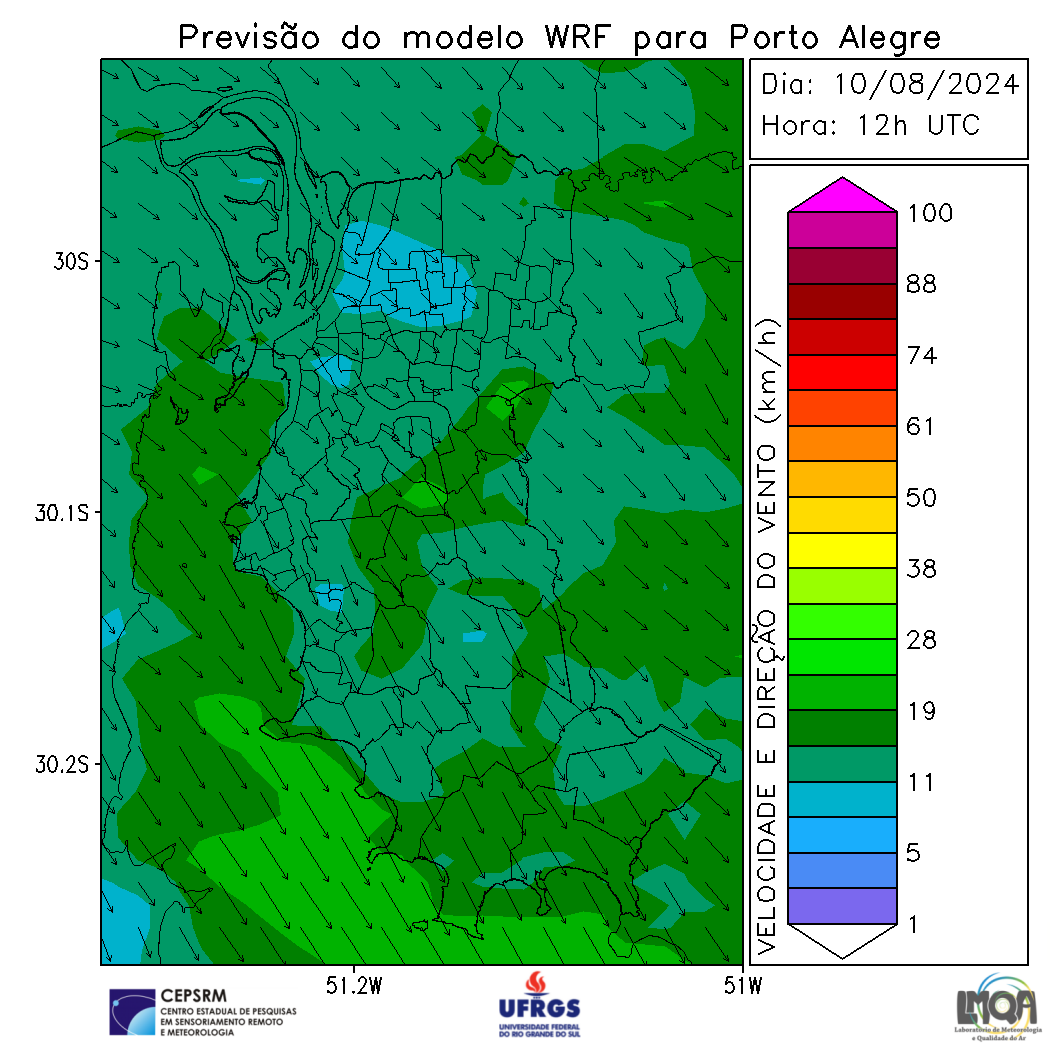 Previsão do modelo WRF para Porto Alegre
Dia: 10/08/2024
Hora: 12h UTC
30S
30.1S
30.2S
51.2W
51W
VELOCIDADE E DIREÇÃO DO VENTO (km/h)
100
88
74
61
50
38
28
19
11
5
1
CEPSRM
CENTRO ESTADUAL DE PESQUISAS
EM SENSORIAMENTO REMOTO
E METEOROLOGIA
UFRGS
UNIVERSIDADE FEDERAL
DO RIO GRANDE DO SUL
LMQA
Laboratório de Meteorologia
e Qualidade do Ar